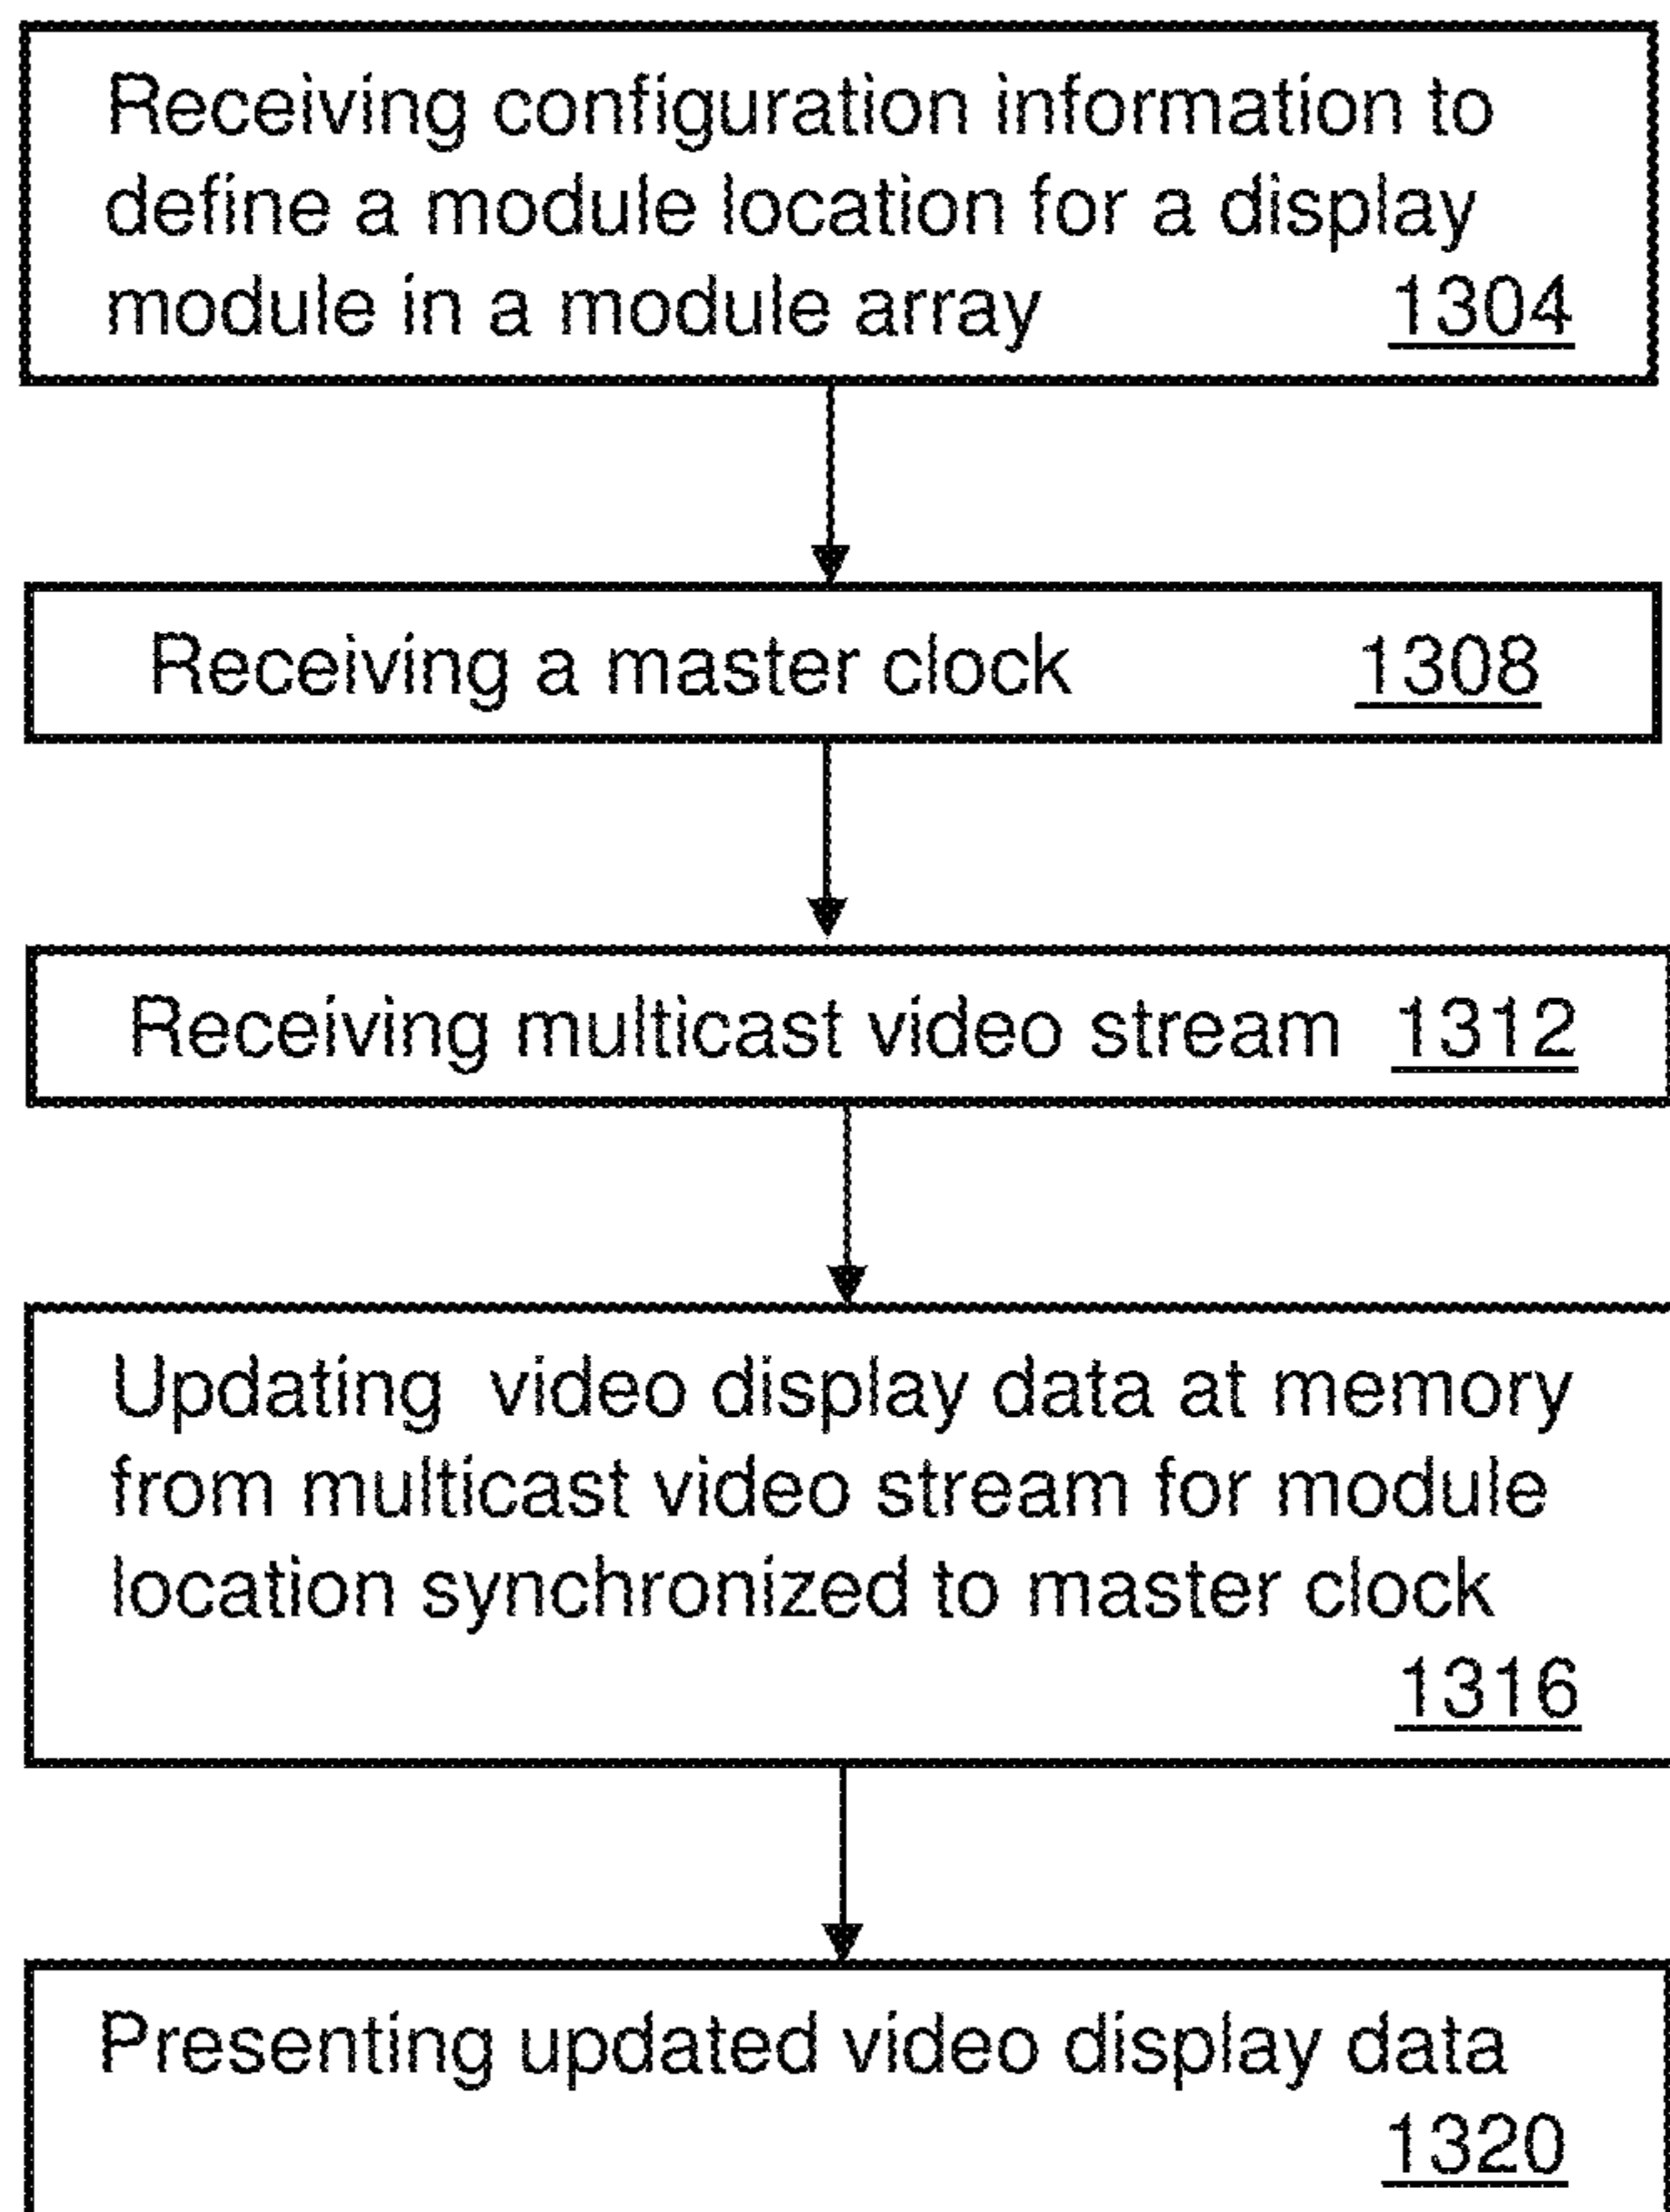 Receiving configuration information to
define a module location for a display
module in a module array 1304
Receiving a master clock 1308
Receiving multicast video stream 1312
Updating video display data at memory
from multicast video stream for module
location synchronized to master clock
1316
Presenting updated video display data
1320